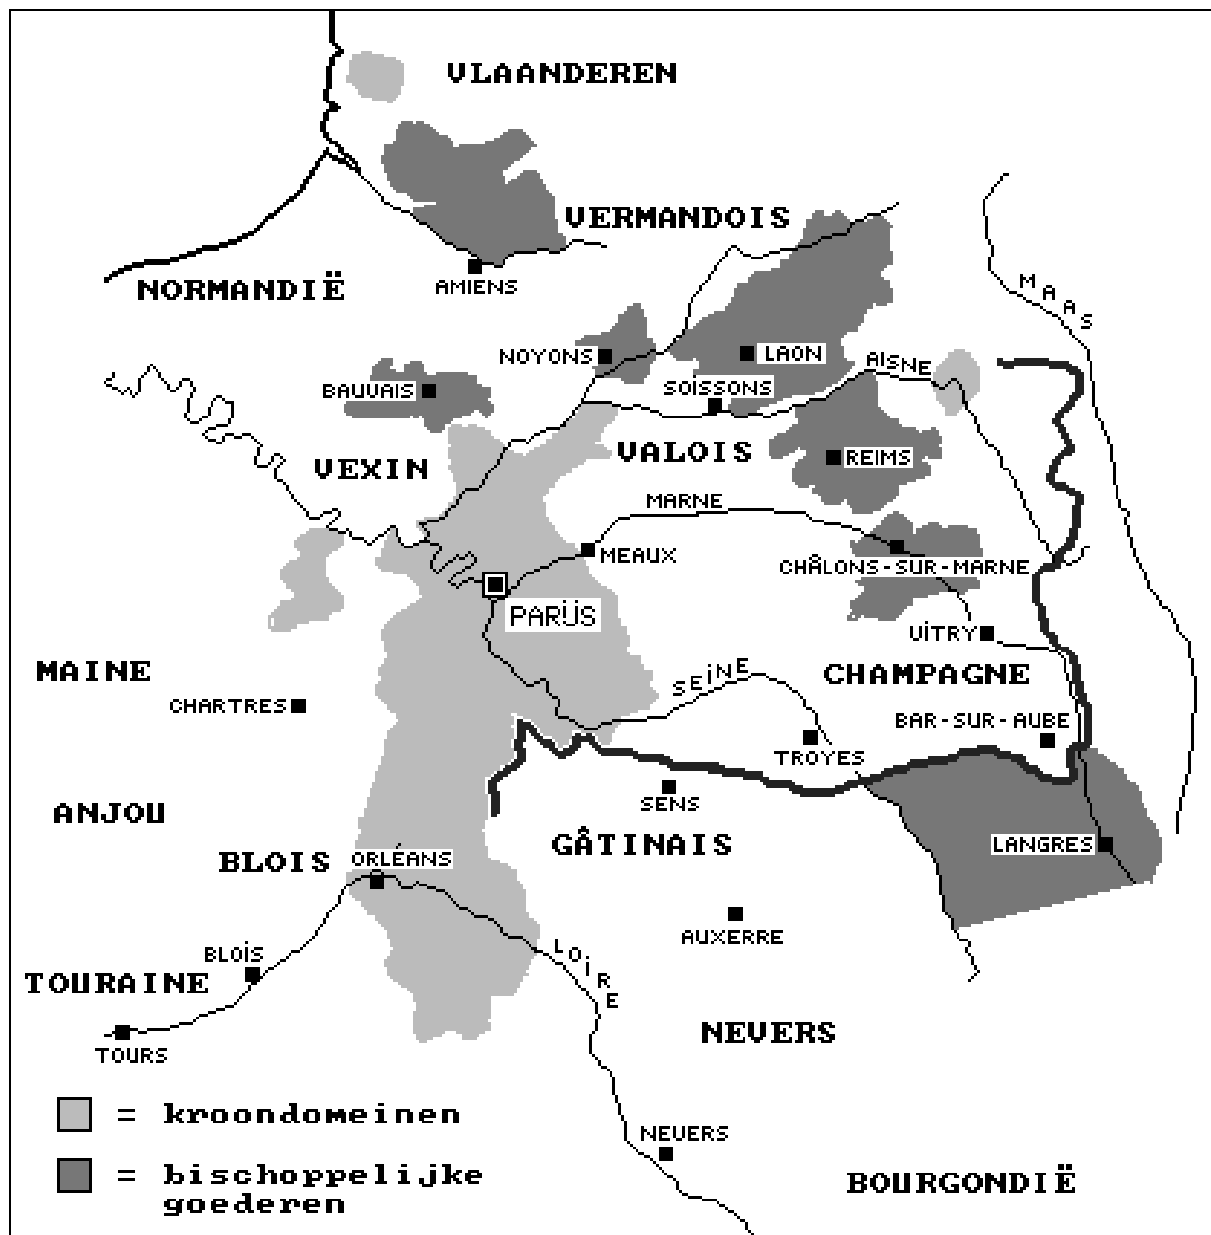 VLAANDEREN
VERMANDOIS
NORMANDIË
AMIENS
MAAS
NOYONS
LAON
AISNE
BAUVAIS
SOISSONS
VALOIS
REIMS
VEXIN
MARNE
MEAUX
CHÂLONS-SUR-MARNE
PARÜS
VITRY
MAINE
SEINE
CHAMPAGNE
CHARTRES
BAR-SUR-AUBE
TROYES
SENS
ANJOU
GÂTINAIS
LANGRES
BLOIS
ORLÉANS
AUXERRE
BLOIS
LOIRE
TOURAINE
NEVERS
TOURS
= kroondomeinen
NEVERS
= bischoppelijke
goederen
BOURGONDIË